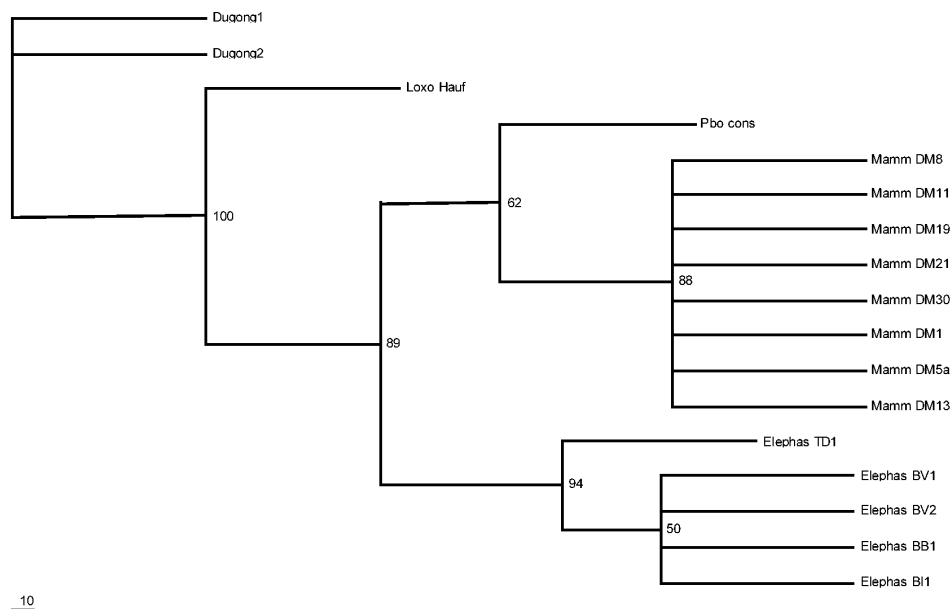 Dugong1
Dugong2
Loxo Hauf
Pbo cons
Mamm DM8
Mamm DM11
62
100
Mamm DM19
Mamm DM21
88
Mamm DM30
Mamm DM1
89
Mamm DM5a
Mamm DM13
Elephas TD1
Elephas BV1
94
Elephas BV2
50
Elephas BB1
Elephas BI1
10